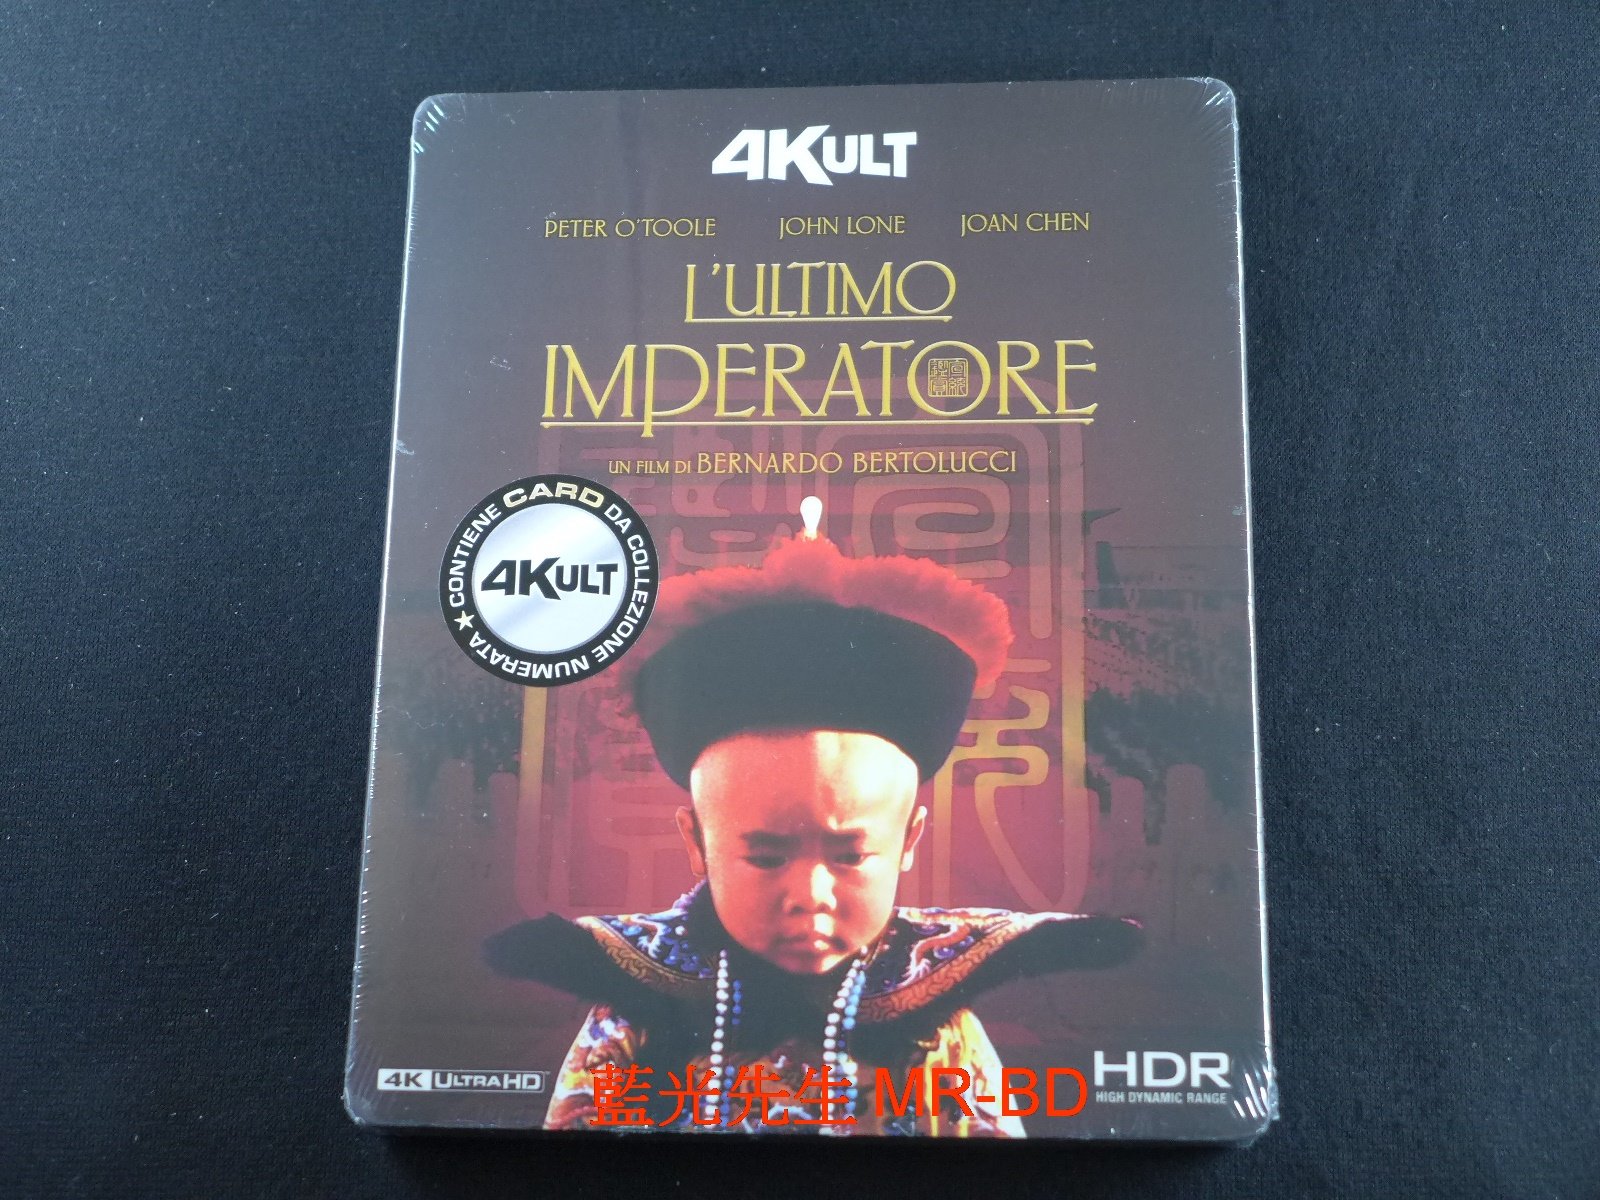 4KULT
PETER O'TOOLE JOHN LONE JOAN CHEN
L'ULTIMO
IMPERATORE
UN FILM DI BERNARDO BERTOLUCCI
★ CONTIENE CARD DA COLLEZIONE NUMERATA
4KULT
4K ULTRA HD
HDR
HIGH DYNAMIC RANGE
藍光先生 MR-BD